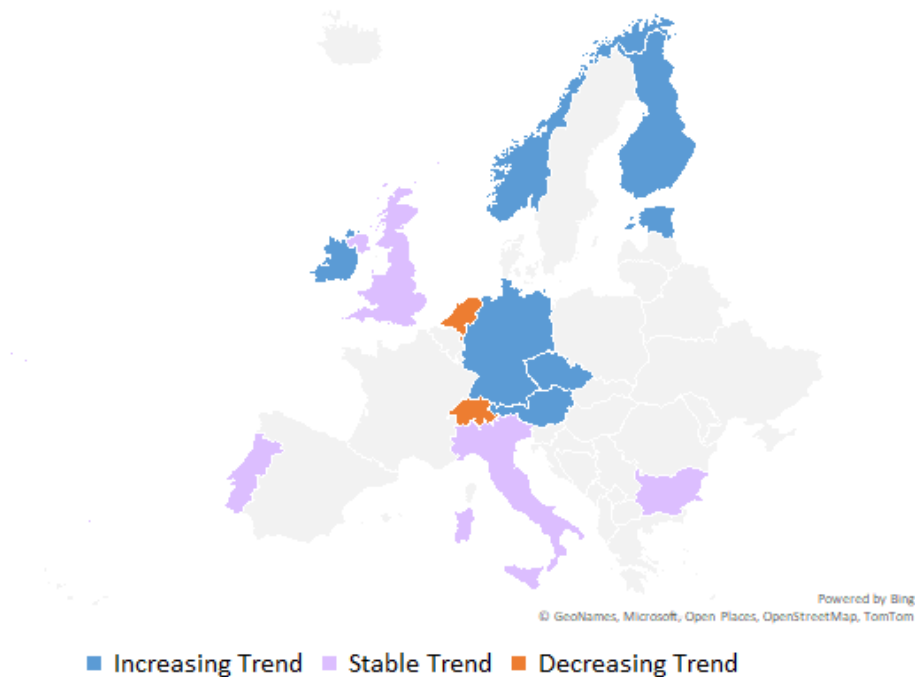 Powered by Bing
© GeoNames, Microsoft, Open Places, OpenStreetMap, TomTom
Increasing Trend Stable Trend Decreasing Trend